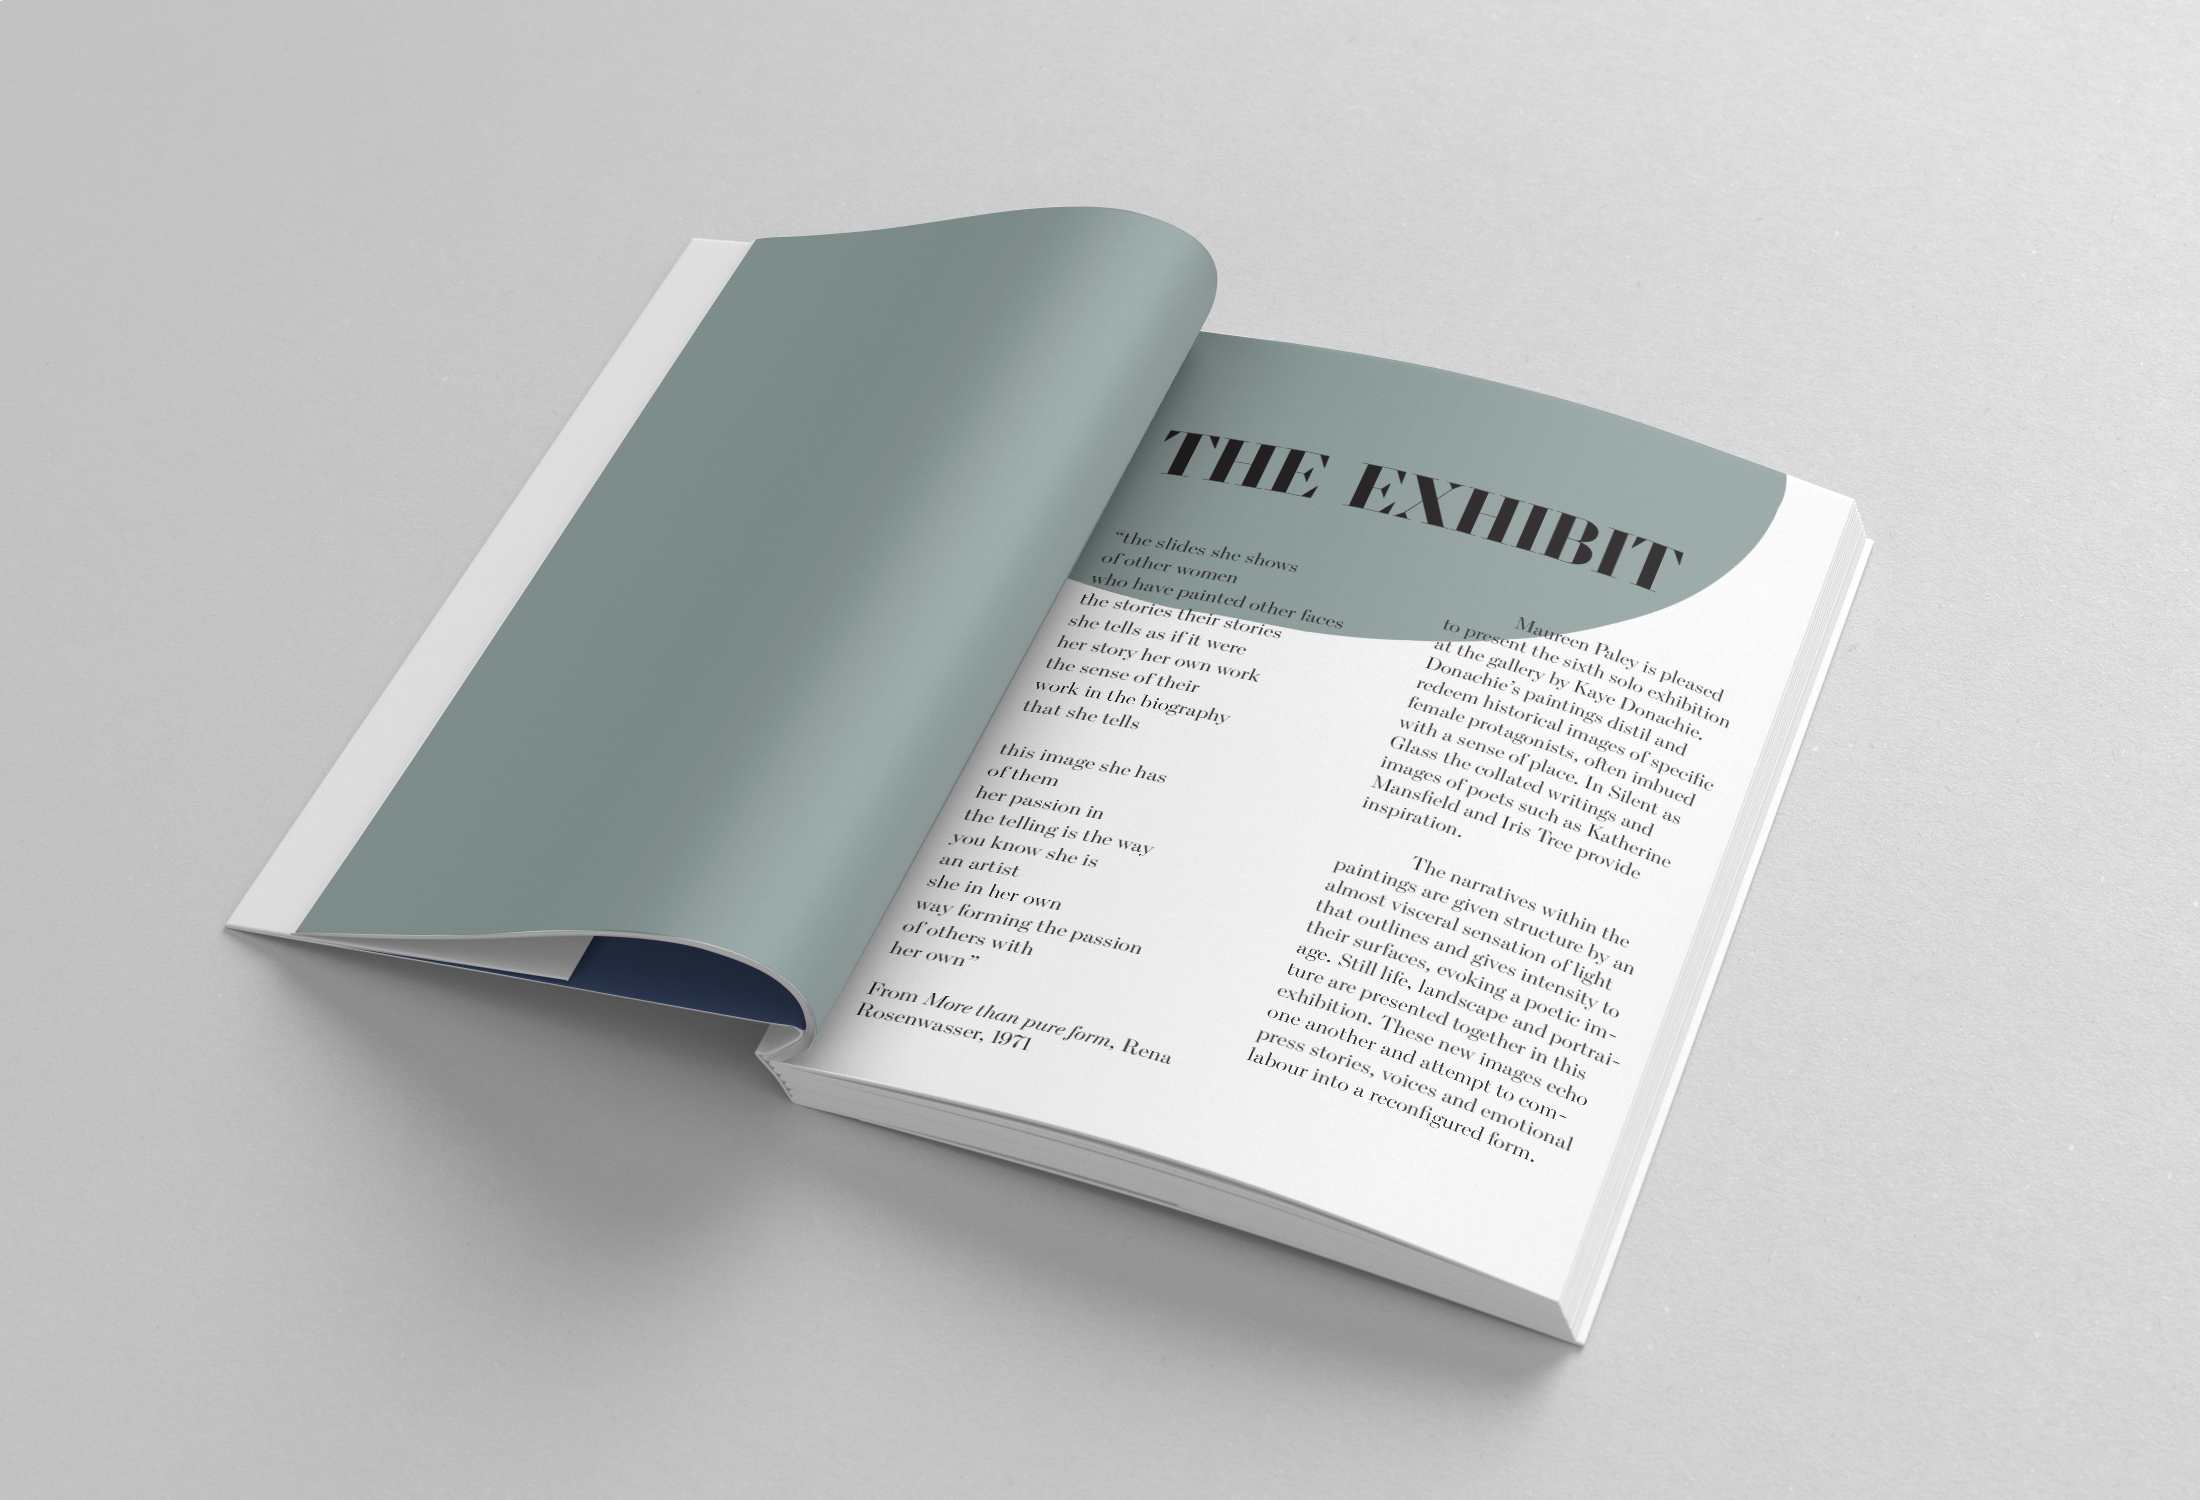 THE EXHIBIT
“the slides she shows
of other women
who have painted other faces
the stories their stories
she tells as if it were
her story her own work
the sense of their
work in the biography
that she tells
this image she has
of them
her passion in
the telling is the way
you know she is
an artist
she in her own
way forming the passion
of others with
her own”
From More than pure form, Rena
Rosenwasser, 1971
Maureen Paley is pleased
to present the sixth solo exhibition
at the gallery by Kaye Donachie.
Donachie’s paintings distil and
redeem historical images of specific
female protagonists, often imbued
with a sense of place. In Silent as
Glass the collated writings and
images of poets such as Katherine
Mansfield and Iris Tree provide
inspiration.
The narratives within the
paintings are given structure by an
almost visceral sensation of light
that outlines and gives intensity to
their surfaces, evoking a poetic im-
age. Still life, landscape and portrai-
ture are presented together in this
exhibition. These new images echo
one another and attempt to com-
press stories, voices and emotional
labour into a reconfigured form.